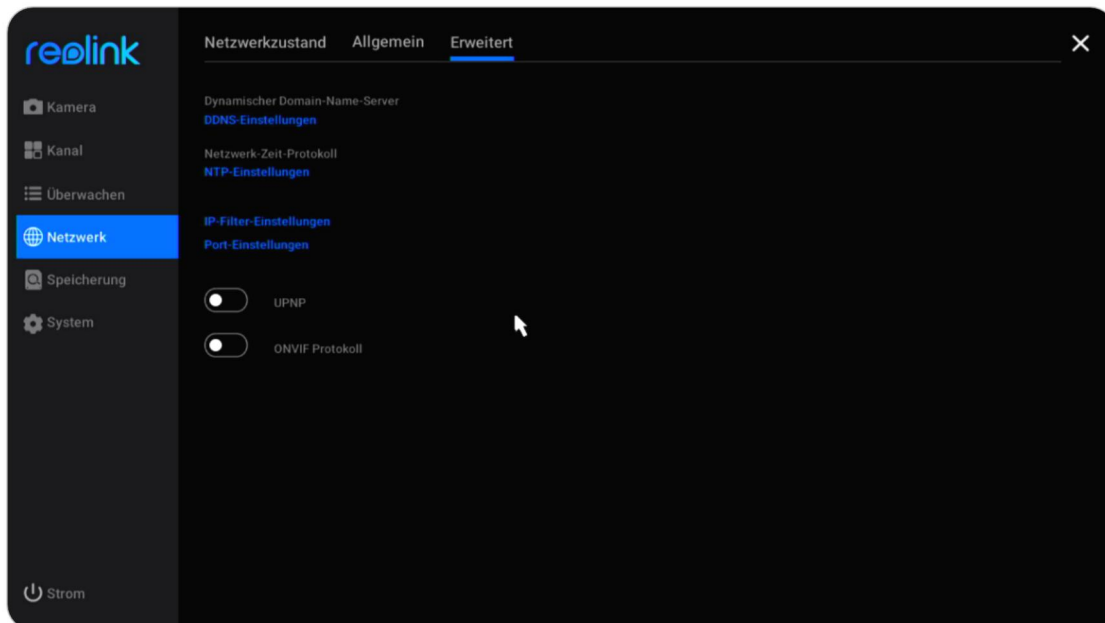 reolink
Netzwerkzustand Allgemein Erweitert
Kamera
Kanal
Überwachen
Netzwerk
Speicherung
System
Strom
Dynamischer Domain-Name-Server
DDNS-Einstellungen
Netzwerk-Zeit-Protokoll
NTP-Einstellungen
IP-Filter-Einstellungen
Port-Einstellungen
UPNP
ONVIF Protokoll